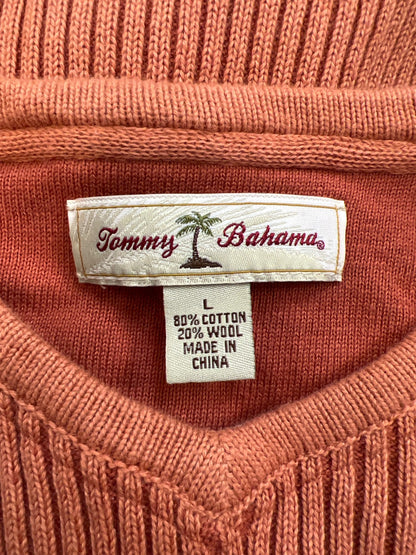 Tommy Bahama®
L
80% COTTON
20% WOOL
MADE IN
CHINA